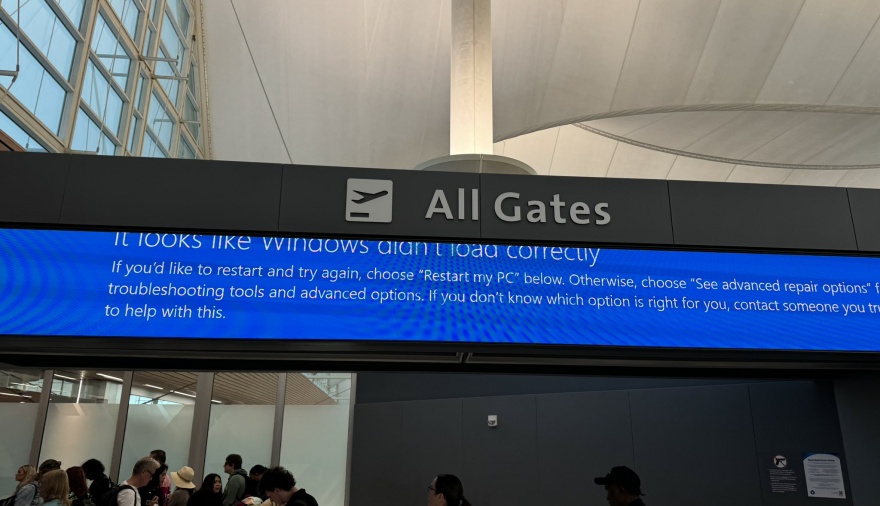 All Gates
It looks like Windows didn't load correctly
If you'd like to restart and try again, choose "Restart my PC" below. Otherwise, choose "See advanced repair options"
troubleshooting tools and advanced options. If you don't know which option is right for you, contact someone you
to help with this.